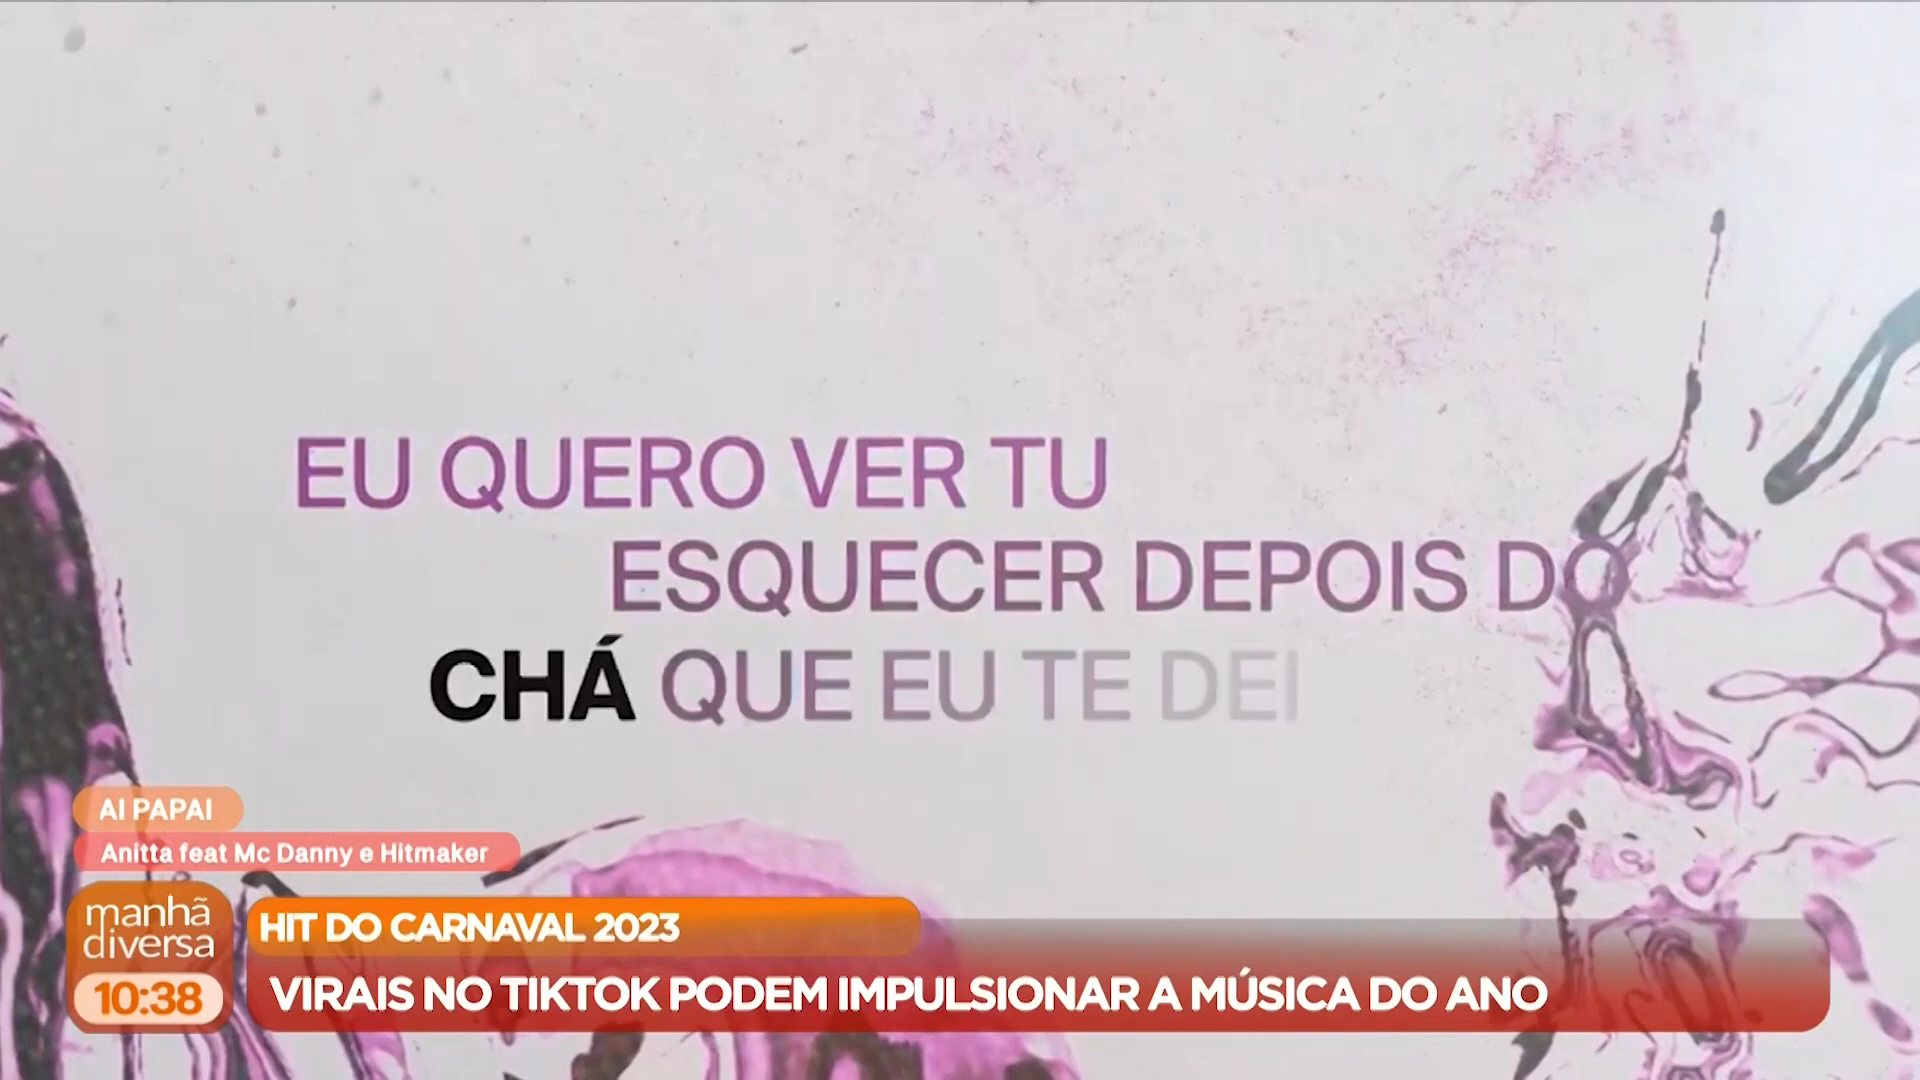 EU QUERO VER TU
ESQUECER DEPOIS DO
CHÁ QUE EU TE DEI
AI PAPAI
Anitta feat Mc Danny e Hitmaker
manhã
diversa
HIT DO CARNAVAL 2023
10:38
VIRAIS NO TIKTOK PODEM IMPULSIONAR A MÚSICA DO ANO